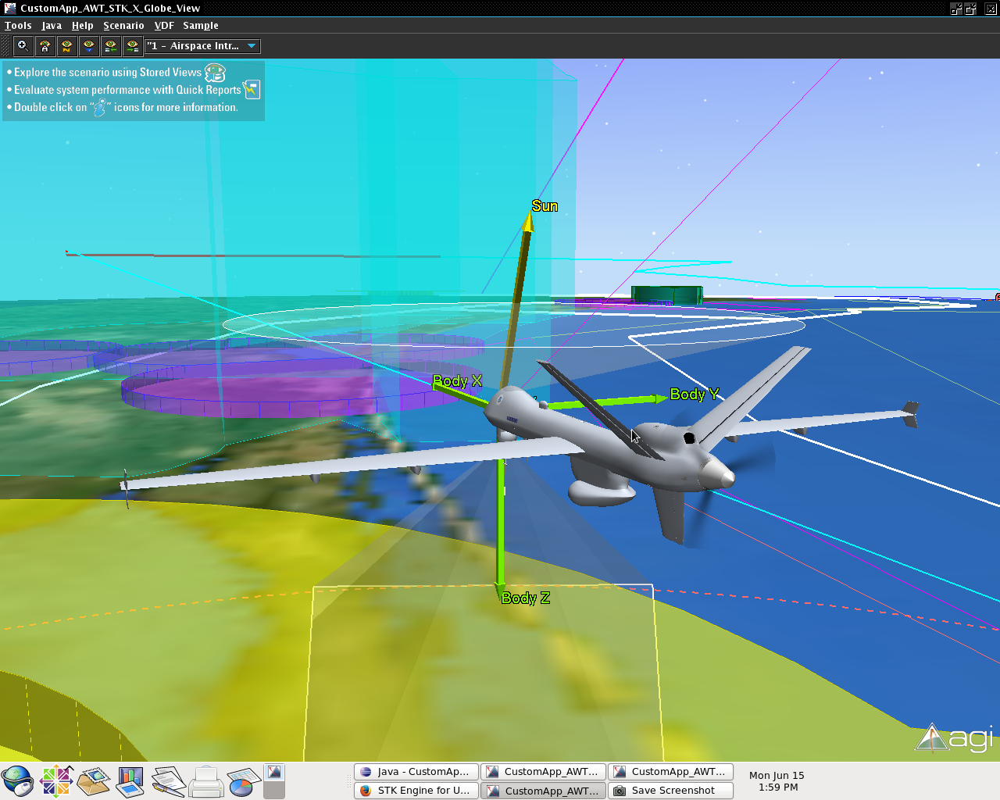 CustomApp_AWT_STK_X_Globe_View
Tools Java Help Scenario VDF Sample
"1 - Airspace Intr...
• Explore the scenario using Stored Views
• Evaluate system performance with Quick Reports
• Double click on "i" icons for more information.
Sun
Body X
Body Y
Body Z
agi
Java - CustomAp...
CustomApp_AWT...
CustomApp_AWT...
STK Engine for U...
CustomApp_AWT...
Save Screenshot
Mon Jun 15
1:59 PM